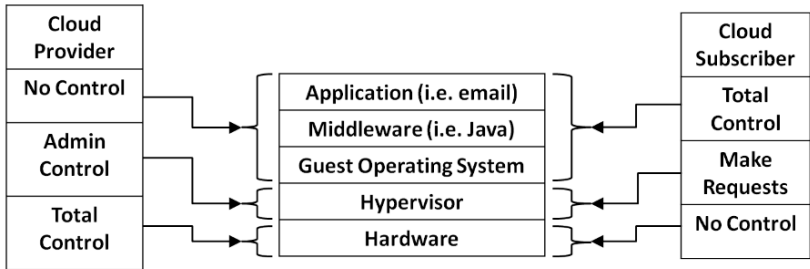 Cloud
Provider
No Control
Admin
Control
Total
Control
Application (i.e. email)
Middleware (i.e. Java)
Guest Operating System
Hypervisor
Hardware
Cloud
Subscriber
Total
Control
Make
Requests
No Control